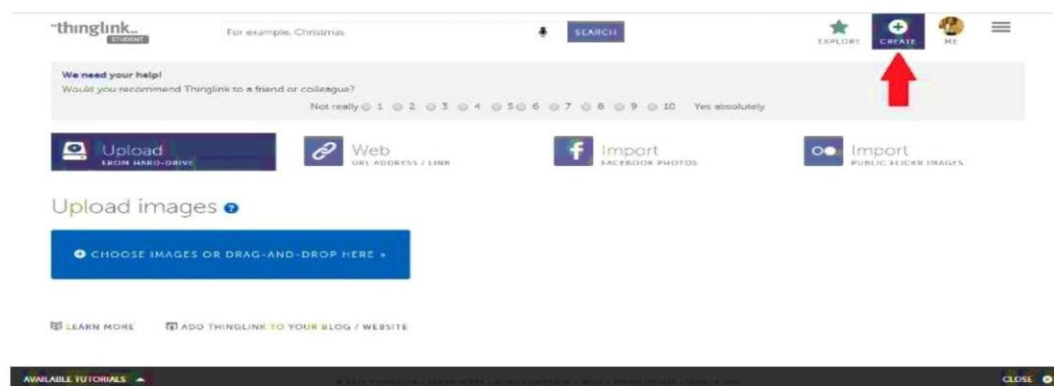 thinglink..
STUDENT
For example, Christmas
SEARCH
EXPLORE
CREATE
ME
We need your help!
Would you recommend Thinglink to a friend or colleague?
Not really 1 2 3 4 5 6 7 8 9 10 Yes absolutely
Upload
FROM HARD-DRIVE
Web
URL ADDRESS / LINK
Import
FACEBOOK PHOTOS
Import
PUBLIC FLICKR IMAGES
Upload images ?
CHOOSE IMAGES OR DRAG-AND-DROP HERE »
LEARN MORE
ADD THINGLINK TO YOUR BLOG / WEBSITE
AVAILABLE TUTORIALS
CLOSE